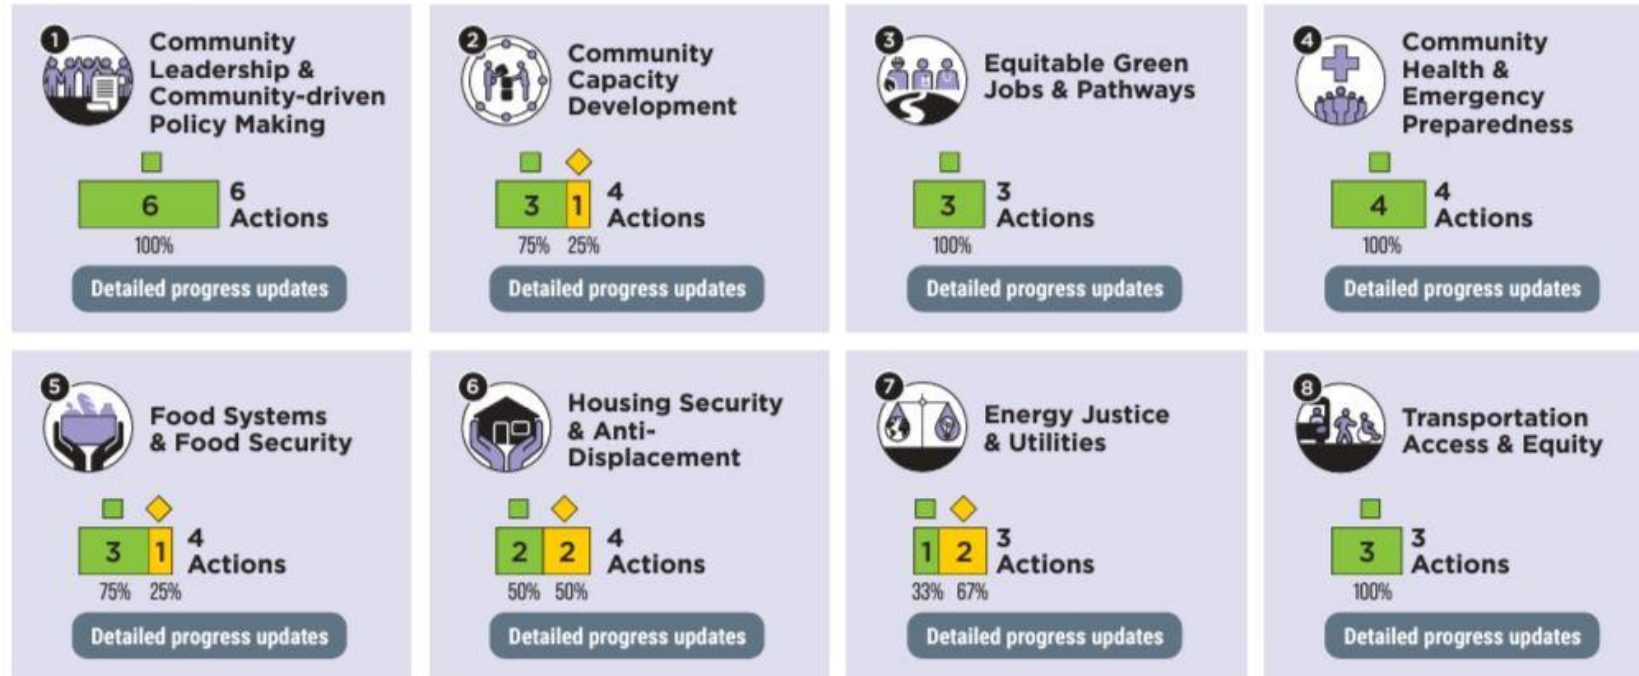 1
Community
Leadership &
Community-driven
Policy Making
6
6
Actions
100%
Detailed progress updates
2
Community
Capacity
Development
3
1
4
Actions
75%
25%
Detailed progress updates
3
Equitable Green
Jobs & Pathways
3
3
Actions
100%
Detailed progress updates
4
Community
Health &
Emergency
Preparedness
4
4
Actions
100%
Detailed progress updates
5
Food Systems
& Food Security
3
1
4
Actions
75%
25%
Detailed progress updates
6
Housing Security
& Anti-
Displacement
2
2
4
Actions
50%
50%
Detailed progress updates
7
Energy Justice
& Utilities
1
2
3
Actions
33%
67%
Detailed progress updates
8
Transportation
Access & Equity
3
3
Actions
100%
Detailed progress updates